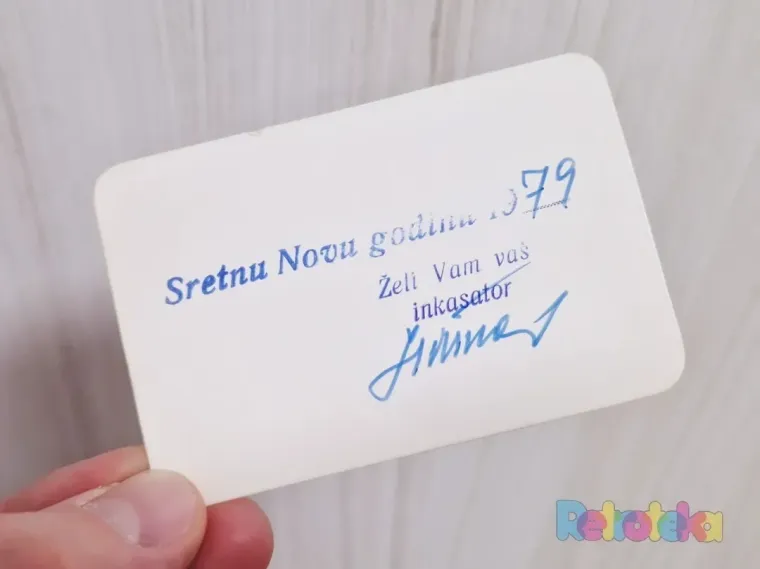 Sretnu Novu godinu 1979
Želi Vam vaš
inkasator
Retroteka